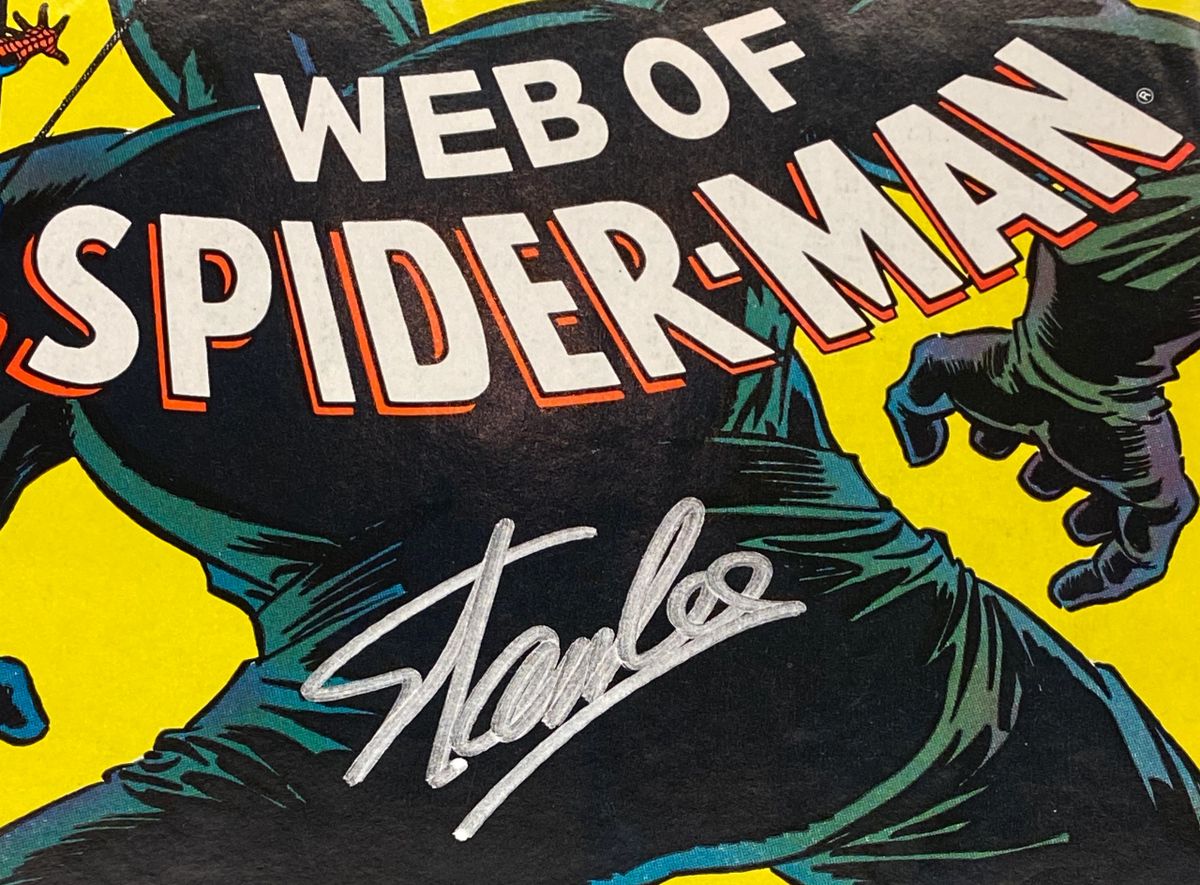 WEB OF
SPIDER-MAN®
Stan Lee